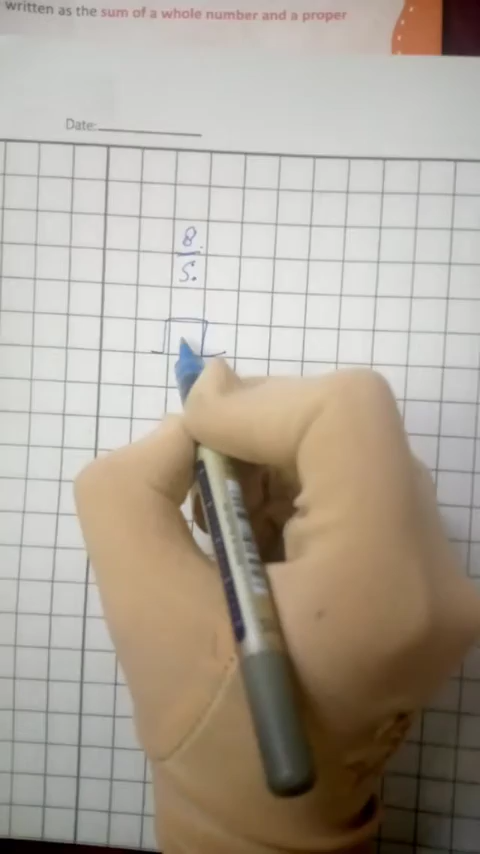 written as the sum of a whole number and a proper
Date:
8
5